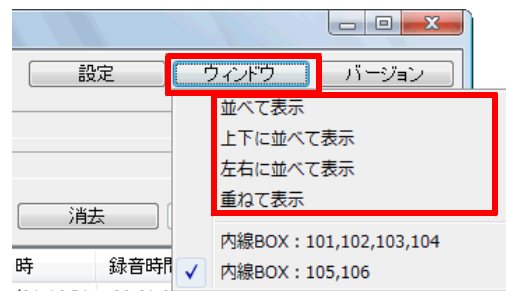 設定 ウィンドウ バージョン
並べて表示
上下に並べて表示
左右に並べて表示
重ねて表示
消去
内線BOX：101,102,103,104
時 録音時
内線BOX：105,106